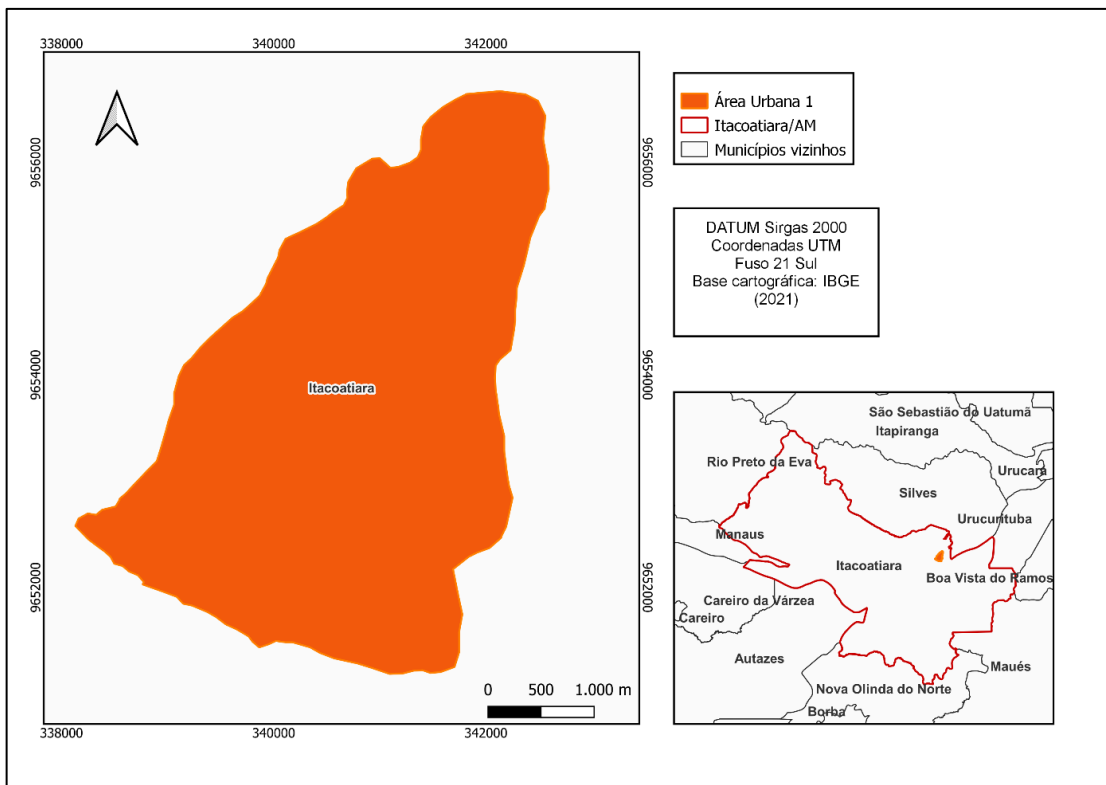 338000
340000
342000
9656000
9656000
9654000
9654000
9652000
9652000
Itacoatiara
0 500 1.000 m
338000
340000
342000
Área Urbana 1
Itacoatiara/AM
Municípios vizinhos
DATUM Sirgas 2000
Coordenadas UTM
Fuso 21 Sul
Base cartográfica: IBGE
(2021)
São Sebastião do Uatumã
Itapiranga
Rio Preto da Eva
Urucará
Silves
Urucurituba
Manaus
Itacoatiara
Boa Vista do Ramos
Careiro da Várzea
Careiro
Autazes
Maués
Nova Olinda do Norte
Borba